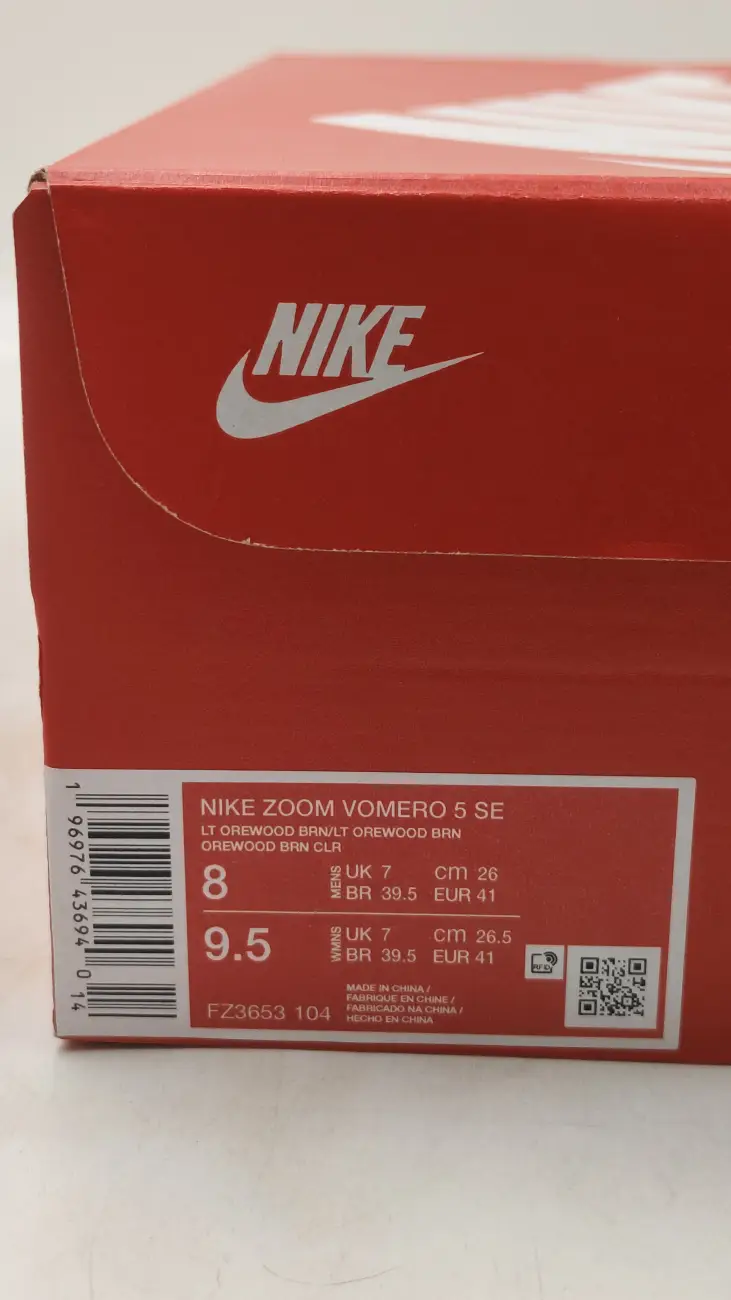 NIKE
1 96976 43694 0 14
NIKE ZOOM VOMERO 5 SE
LT OREWOOD BRN/LT OREWOOD BRN
OREWOOD BRN CLR
8 MENS UK 7 cm 26
BR 39.5 EUR 41
9.5 WMNS UK 7 cm 26.5
BR 39.5 EUR 41
RFID
FZ3653 104
MADE IN CHINA /
FABRIQUE EN CHINE /
FABRICADO NA CHINA /
HECHO EN CHINA